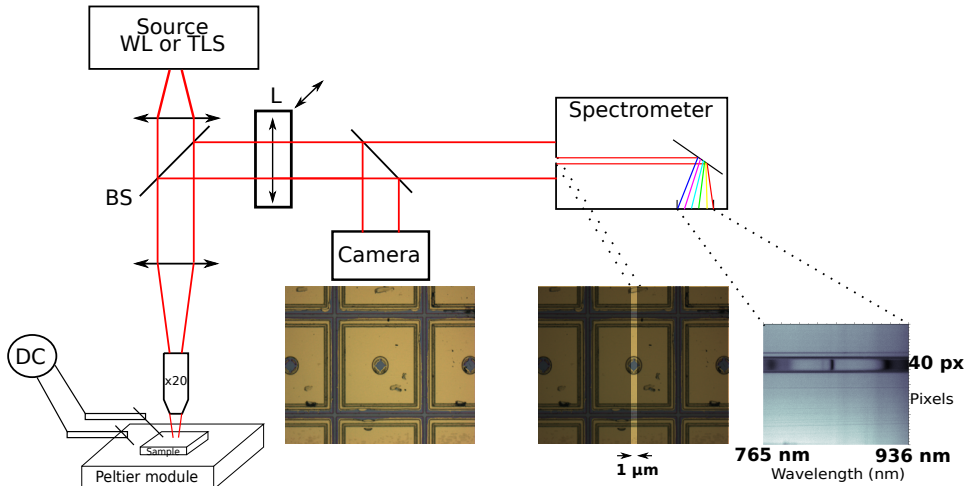 Source
WL or TLS
L
Spectrometer
BS
Camera
DC
x20
Sample
Peltier module
1 μm
40 px
Pixels
765 nm
936 nm
Wavelength (nm)